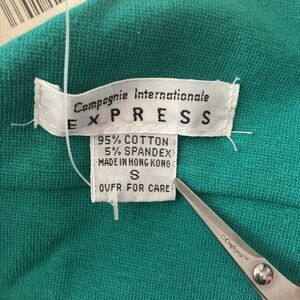 Compagnie Internationale
EXPRESS
95% COTTON
5% SPANDEX
MADE IN HONG KONG
S
OVER FOR CARE